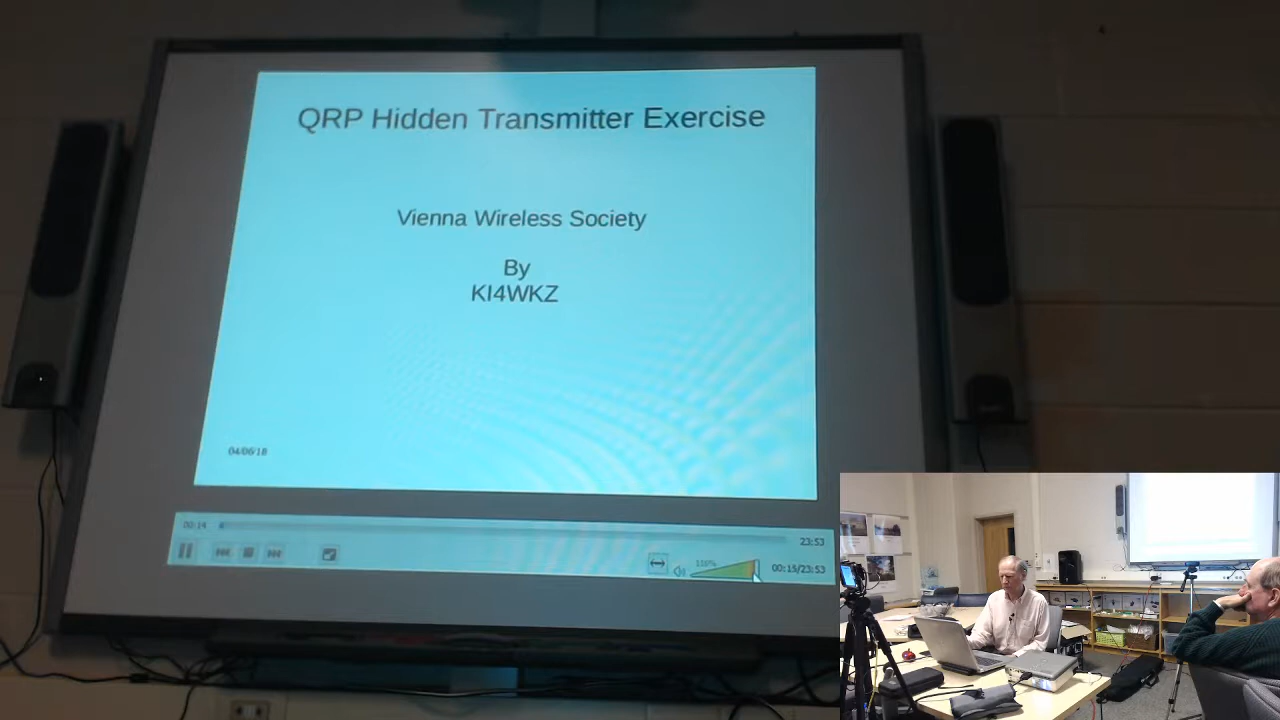 QRP Hidden Transmitter Exercise
Vienna Wireless Society
By
KI4WKZ
04/06/18
00:14
23:53
00:15/23:53